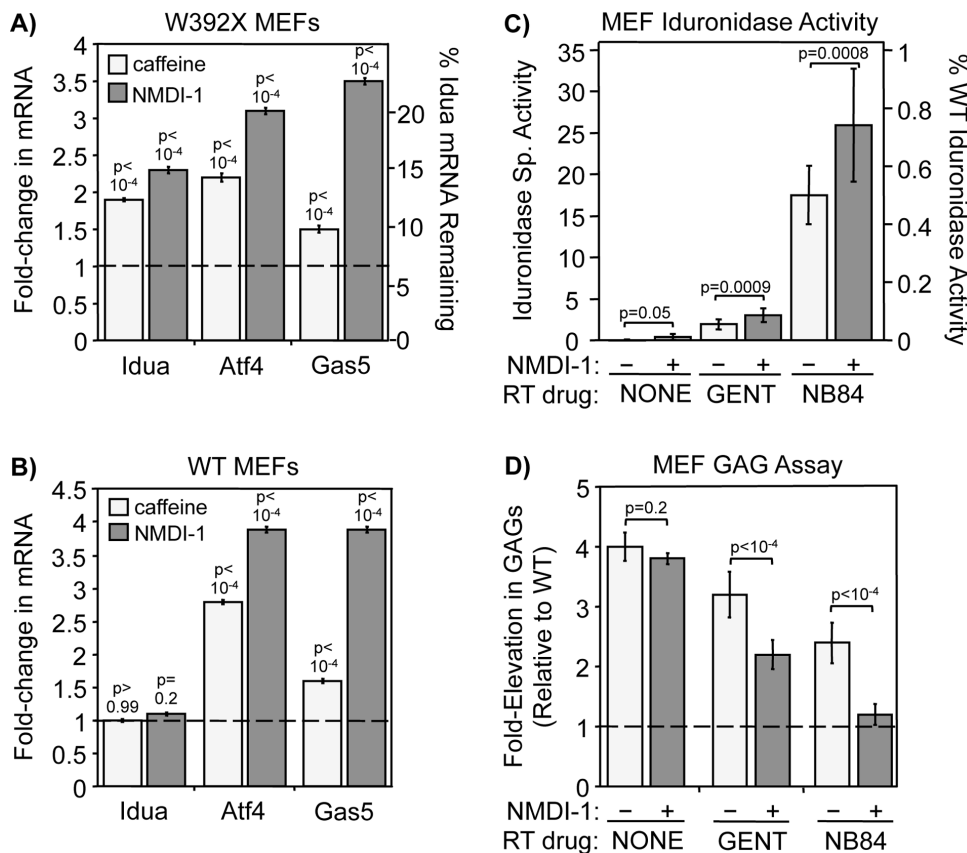 A)
W392X MEFs
caffeine
NMDI-1
Fold-change in mRNA
4
3.5
3
2.5
2
1.5
1
0.5
0
p<
10-4
p<
10-4
p<
10-4
p<
10-4
p<
10-4
p<
10-4
20
15
10
5
0
% Idua mRNA Remaining
Idua
Atf4
Gas5
B)
WT MEFs
caffeine
NMDI-1
Fold-change in mRNA
4.5
4
3.5
3
2.5
2
1.5
1
0.5
0
p>
0.99
p=
0.2
p<
10-4
p<
10-4
p<
10-4
p<
10-4
Idua
Atf4
Gas5
C)
MEF Iduronidase Activity
Iduronidase Sp. Activity
35
30
25
20
15
10
5
0
p=0.05
p=0.0009
p=0.0008
1
0.8
0.6
0.4
0.2
0
% WT Iduronidase Activity
NMDI-1: − + − + − +
RT drug: NONE GENT NB84
D)
MEF GAG Assay
Fold-Elevation in GAGs
(Relative to WT)
5
4
3
2
1
0
p=0.2
p<10-4
p<10-4
NMDI-1: − + − + − +
RT drug: NONE GENT NB84